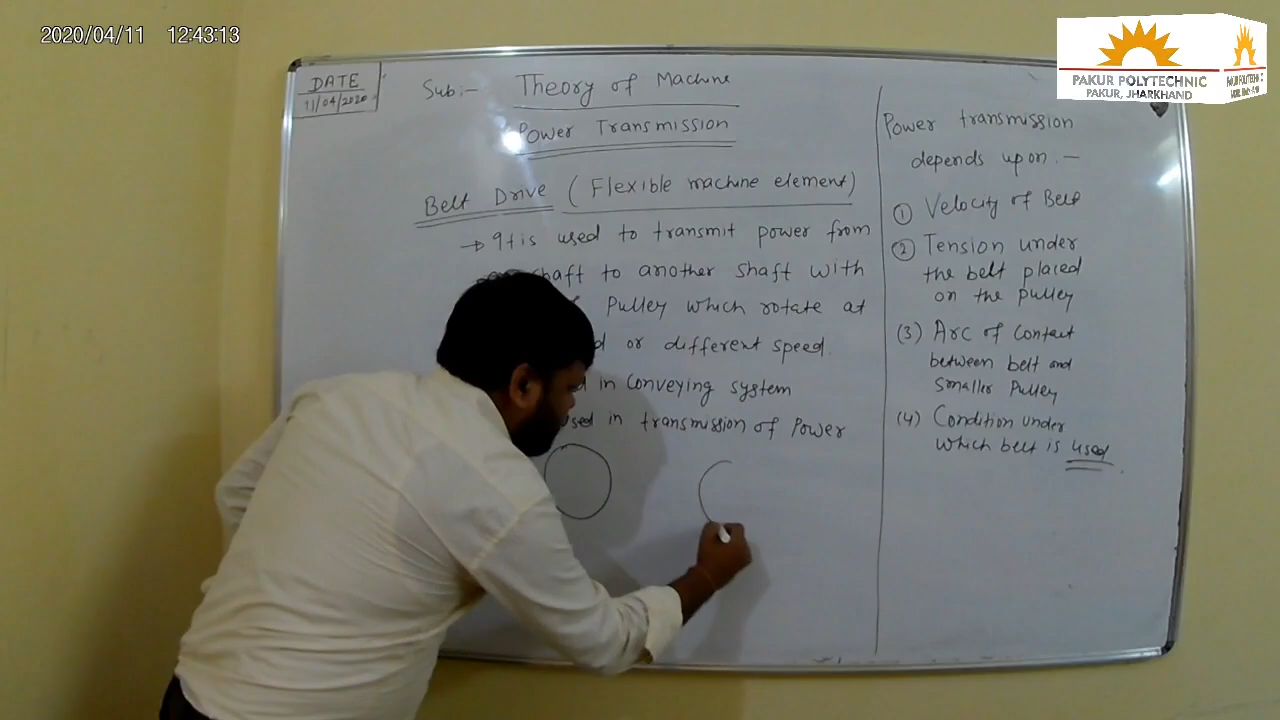 2020/04/11 12:43:13
PAKUR POLYTECHNIC
PAKUR, JHARKHAND
DATE
11/04/2020
Sub:- Theory of Machine
Power Transmission
Belt Drive (Flexible machine element)
→ It is used to transmit power from
shaft to another shaft with
Pulley which rotate at
or different speed.
in conveying system
used in transmission of Power
Power transmission
depends upon :-
① Velocity of Belt
② Tension under
the belt placed
on the pulley
(3) Arc of Contact
between belt and
smaller Pulley
(4) Condition under
which belt is used.